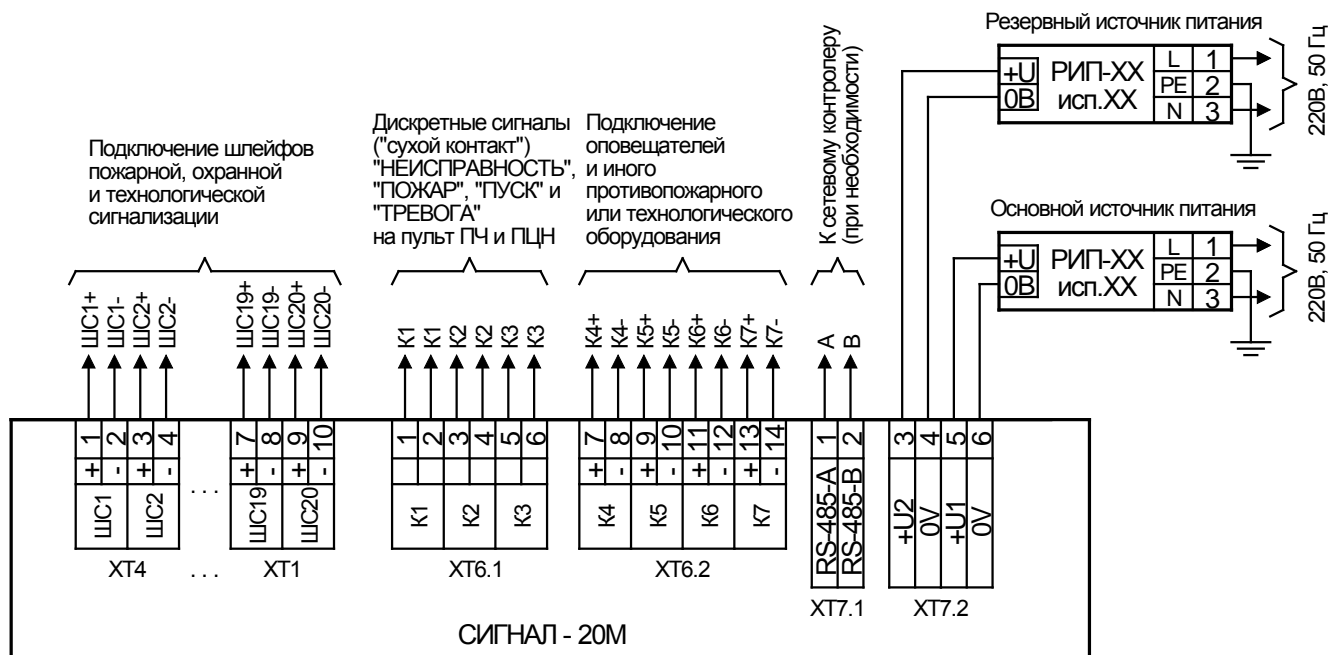 Резервный источник питания
+U
0В
РИП-ХХ
исп.ХХ
L 1
PE 2
N 3
220В, 50 Гц
Основной источник питания
+U
0В
РИП-ХХ
исп.ХХ
L 1
PE 2
N 3
220В, 50 Гц
Подключение шлейфов
пожарной, охранной
и технологической
сигнализации
Дискретные сигналы
("сухой контакт")
"НЕИСПРАВНОСТЬ",
"ПОЖАР", "ПУСК" и
"ТРЕВОГА"
на пульт ПЧ и ПЦН
Подключение
оповещателей
и иного
противопожарного
или технологического
оборудования
К сетевому контролеру
(при необходимости)
ШС1+ ШС1- ШС2+ ШС2- ШС19+ ШС19- ШС20+ ШС20- К1 К1 К2 К2 К3 К3 К4+ К4- К5+ К5- К6+ К6- К7+ К7- А В
1 2 3 4 7 8 9 10 1 2 3 4 5 6 7 8 9 10 11 12 13 14 1 2 3 4 5 6
+ - + - + - + - + - + - + - + -
ШС1 ШС2 . . . ШС19 ШС20 К1 К2 К3 К4 К5 К6 К7 RS-485-A RS-485-B +U2 0V +U1 0V
ХТ4 . . . ХТ1 ХТ6.1 ХТ6.2 ХТ7.1 ХТ7.2
СИГНАЛ - 20М